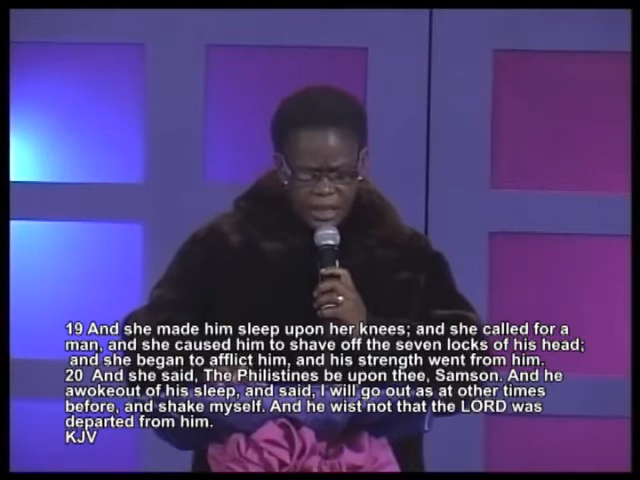 19 And she made him sleep upon her knees; and she called for a
man, and she caused him to shave off the seven locks of his head;
and she began to afflict him, and his strength went from him.
20 And she said, The Philistines be upon thee, Samson. And he
awokeout of his sleep, and said, I will go out as at other times
before, and shake myself. And he wist not that the LORD was
departed from him.
KJV